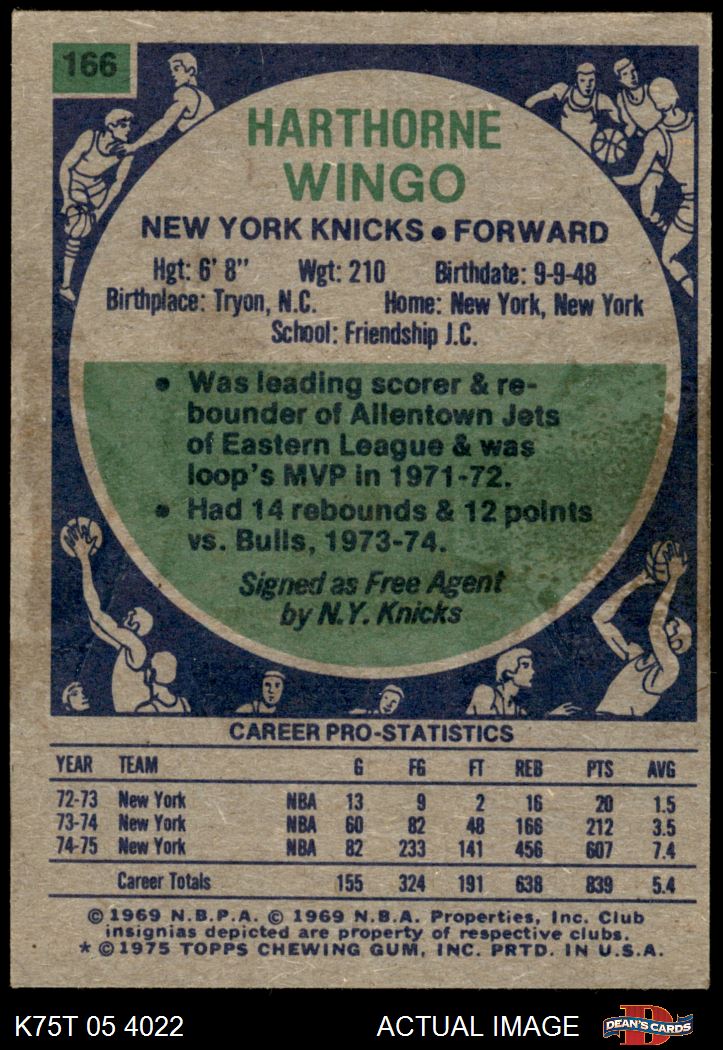 166
HARTHORNE
WINGO
NEW YORK KNICKS • FORWARD
Hgt: 6' 8" Wgt: 210 Birthdate: 9-9-48
Birthplace: Tryon, N.C. Home: New York, New York
School: Friendship J.C.
• Was leading scorer & re-
bounder of Allentown Jets
of Eastern League & was
loop's MVP in 1971-72.
• Had 14 rebounds & 12 points
vs. Bulls, 1973-74.
Signed as Free Agent
by N.Y. Knicks
CAREER PRO-STATISTICS
YEAR TEAM G FG FT REB PTS AVG
72-73 New York NBA 13 9 2 16 20 1.5
73-74 New York NBA 60 82 48 166 212 3.5
74-75 New York NBA 82 233 141 456 607 7.4
Career Totals 155 324 191 638 839 5.4
© 1969 N.B.P.A. © 1969 N.B.A. Properties, Inc. Club
insignias depicted are property of respective clubs.
* © 1975 TOPPS CHEWING GUM, INC. PRTD. IN U.S.A.
K75T 05 4022 ACTUAL IMAGE D DEAN'S CARDS